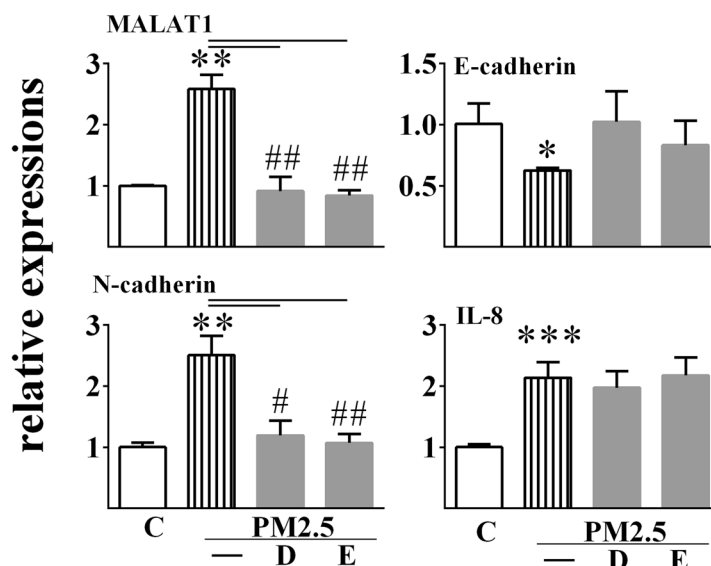 MALAT1
3
2
1
**
##
##
E-cadherin
1.5
1.0
0.5
*
relative expressions
N-cadherin
3
2
1
**
#
##
IL-8
3
2
1
***
C
PM2.5
—
D
E
C
PM2.5
—
D
E